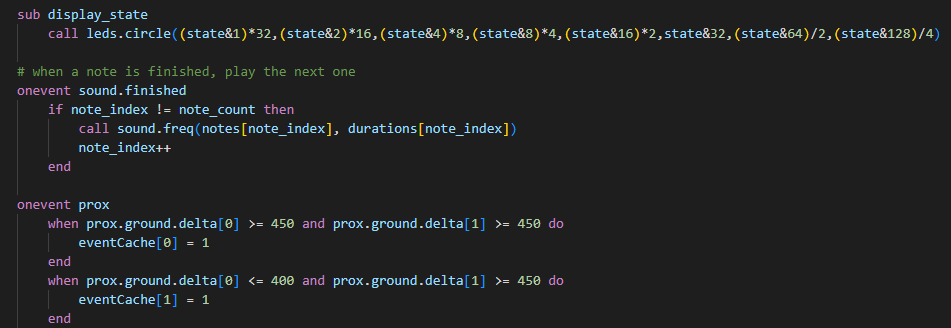 sub display_state
    call leds.circle((state&1)*32,(state&2)*16,(state&4)*8,(state&8)*4,(state&16)*2,state&32,(state&64)/2,(state&128)/4)
# when a note is finished, play the next one
onevent sound.finished
    if note_index != note_count then
        call sound.freq(notes[note_index], durations[note_index])
        note_index++
    end
onevent prox
    when prox.ground.delta[0] >= 450 and prox.ground.delta[1] >= 450 do
        eventCache[0] = 1
    end
    when prox.ground.delta[0] <= 400 and prox.ground.delta[1] >= 450 do
        eventCache[1] = 1
    end